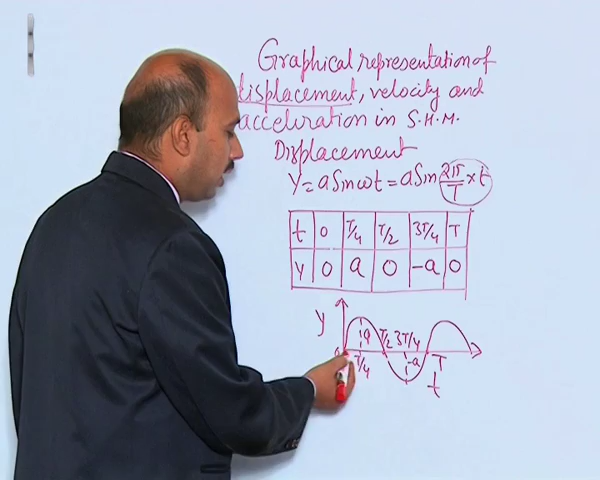 Graphical representation of
displacement, velocity and
acceleration in S.H.M.
Displacement
Y = a Sin ωt = a Sin 2π/T × t
t 0 T/4 T/2 3T/4 T
Y 0 a 0 -a 0
Y
a T/2 3T/4
0 T/4 -a T
t